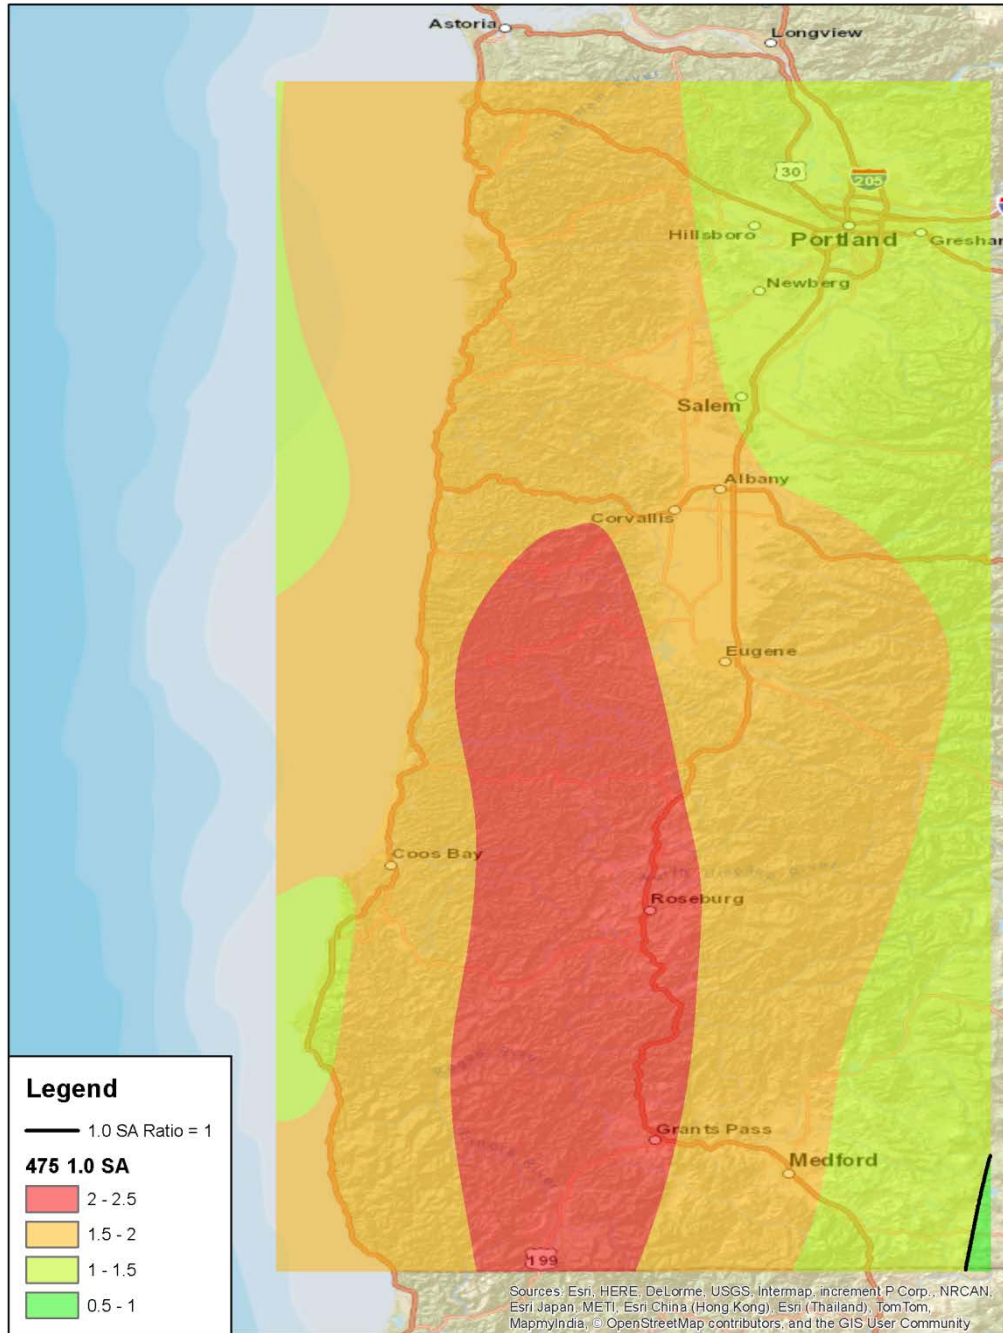 Astoria
Longview
30
205
Hillsboro
Portland
Gresham
Newberg
Salem
Albany
Corvallis
Eugene
Coos Bay
Roseburg
Grants Pass
Medford
199
Legend
1.0 SA Ratio = 1
475 1.0 SA
2 - 2.5
1.5 - 2
1 - 1.5
0.5 - 1
Sources: Esri, HERE, DeLorme, USGS, Intermap, increment P Corp., NRCAN,
Esri Japan, METI, Esri China (Hong Kong), Esri (Thailand), TomTom,
MapmyIndia, © OpenStreetMap contributors, and the GIS User Community